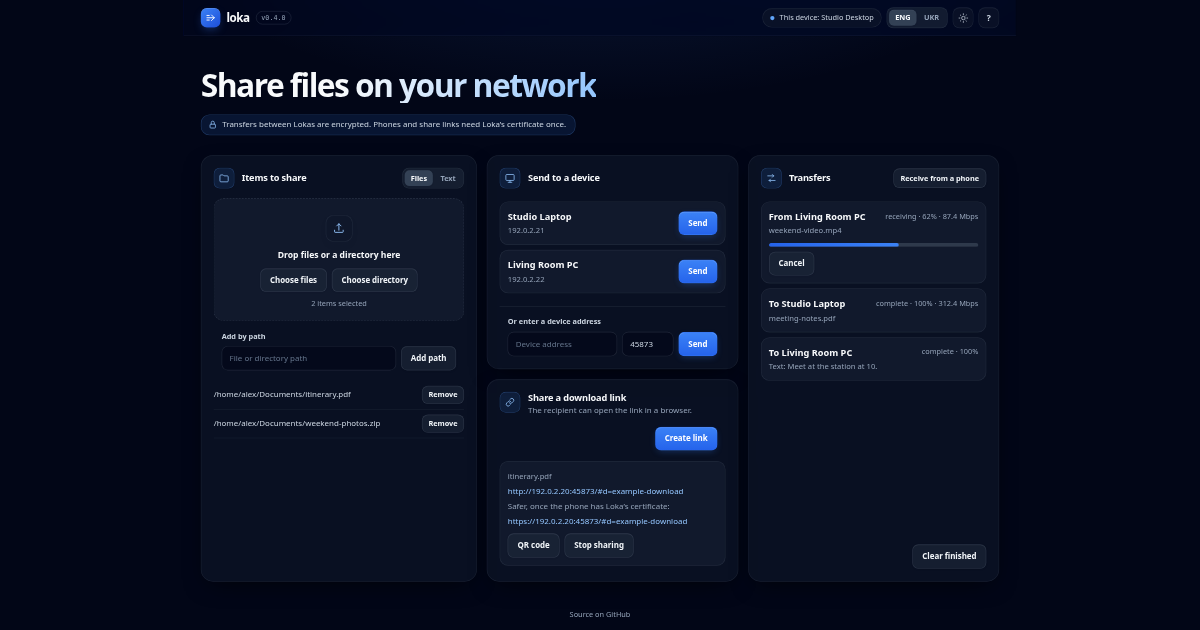 loka v0.4.0
This device: Studio Desktop
ENG UKR
?
Share files on your network
Transfers between Lokas are encrypted. Phones and share links need Loka's certificate once.
Items to share
Files Text
Drop files or a directory here
Choose files Choose directory
2 items selected
Add by path
File or directory path Add path
/home/alex/Documents/itinerary.pdf Remove
/home/alex/Documents/weekend-photos.zip Remove
Send to a device
Studio Laptop
192.0.2.21
Send
Living Room PC
192.0.2.22
Send
Or enter a device address
Device address 45873 Send
Share a download link
The recipient can open the link in a browser.
Create link
itinerary.pdf
http://192.0.2.20:45873/#d=example-download
Safer, once the phone has Loka's certificate:
https://192.0.2.20:45873/#d=example-download
QR code Stop sharing
Transfers
Receive from a phone
From Living Room PC receiving · 62% · 87.4 Mbps
weekend-video.mp4
Cancel
To Studio Laptop complete · 100% · 312.4 Mbps
meeting-notes.pdf
To Living Room PC complete · 100%
Text: Meet at the station at 10.
Clear finished
Source on GitHub